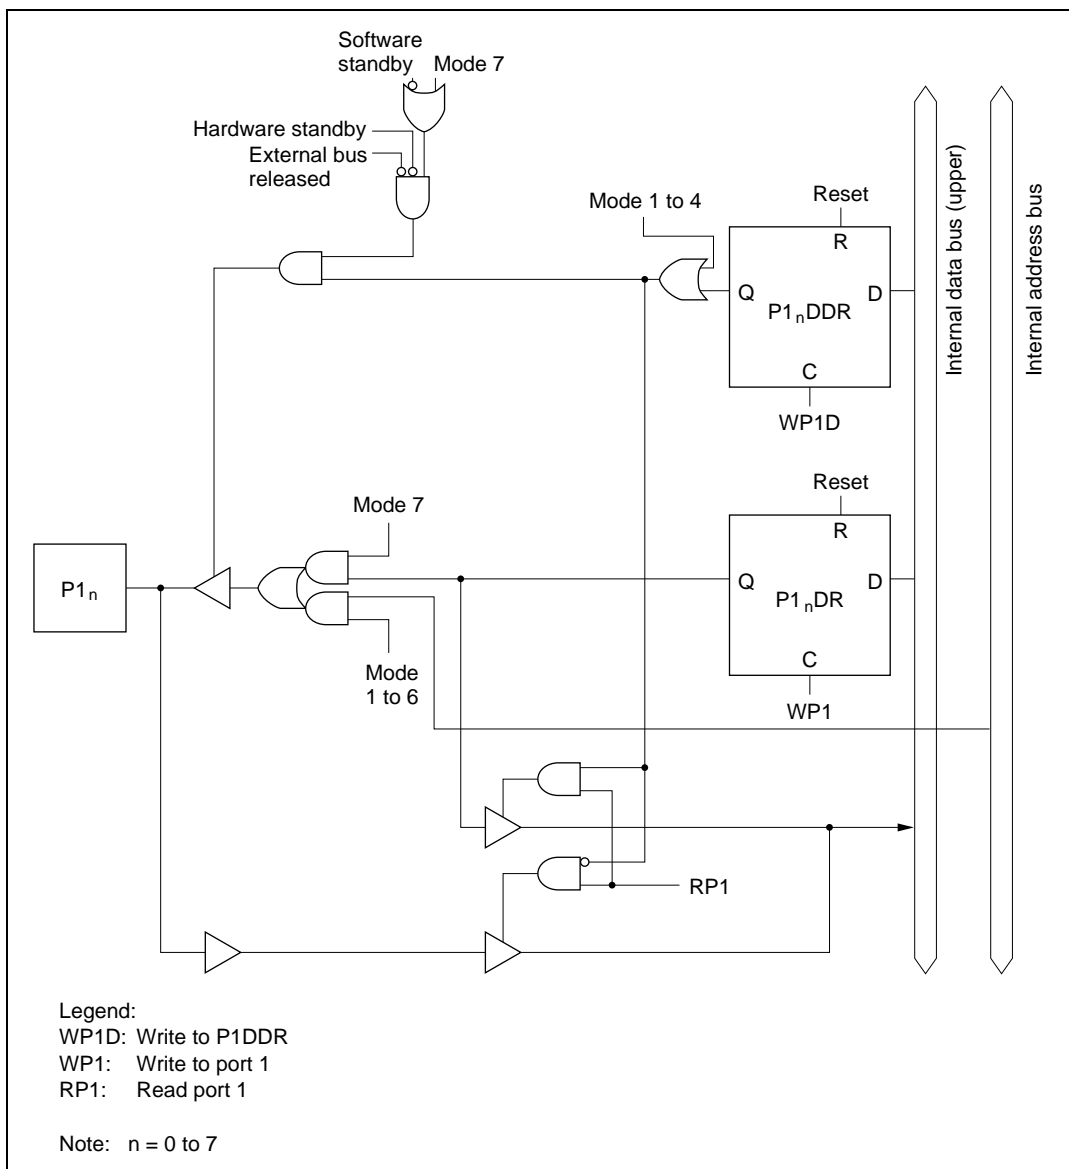 Software
standby
Mode 7
Hardware standby
External bus
released
Mode 1 to 4
Reset
R
Q
D
P1nDDR
C
WP1D
Internal data bus (upper)
Internal address bus
Reset
R
Mode 7
P1n
Q
D
P1nDR
C
Mode
1 to 6
WP1
RP1
Legend:
WP1D: Write to P1DDR
WP1: Write to port 1
RP1: Read port 1
Note: n = 0 to 7